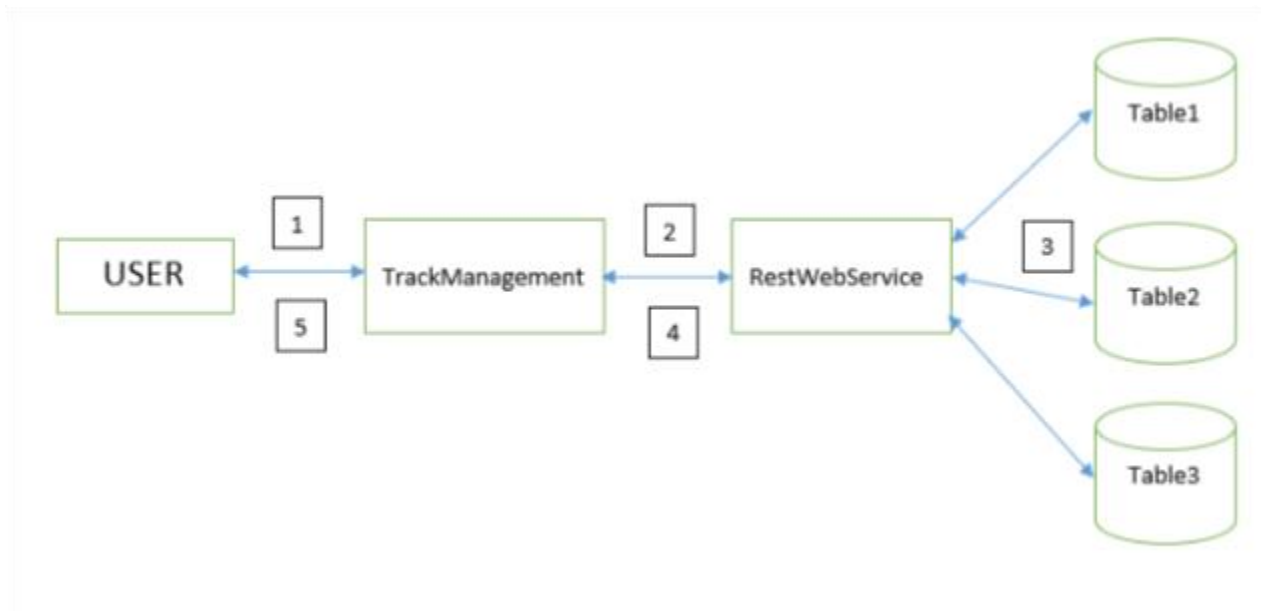 Table1
1
2
3
USER
TrackManagement
RestWebService
Table2
5
4
Table3